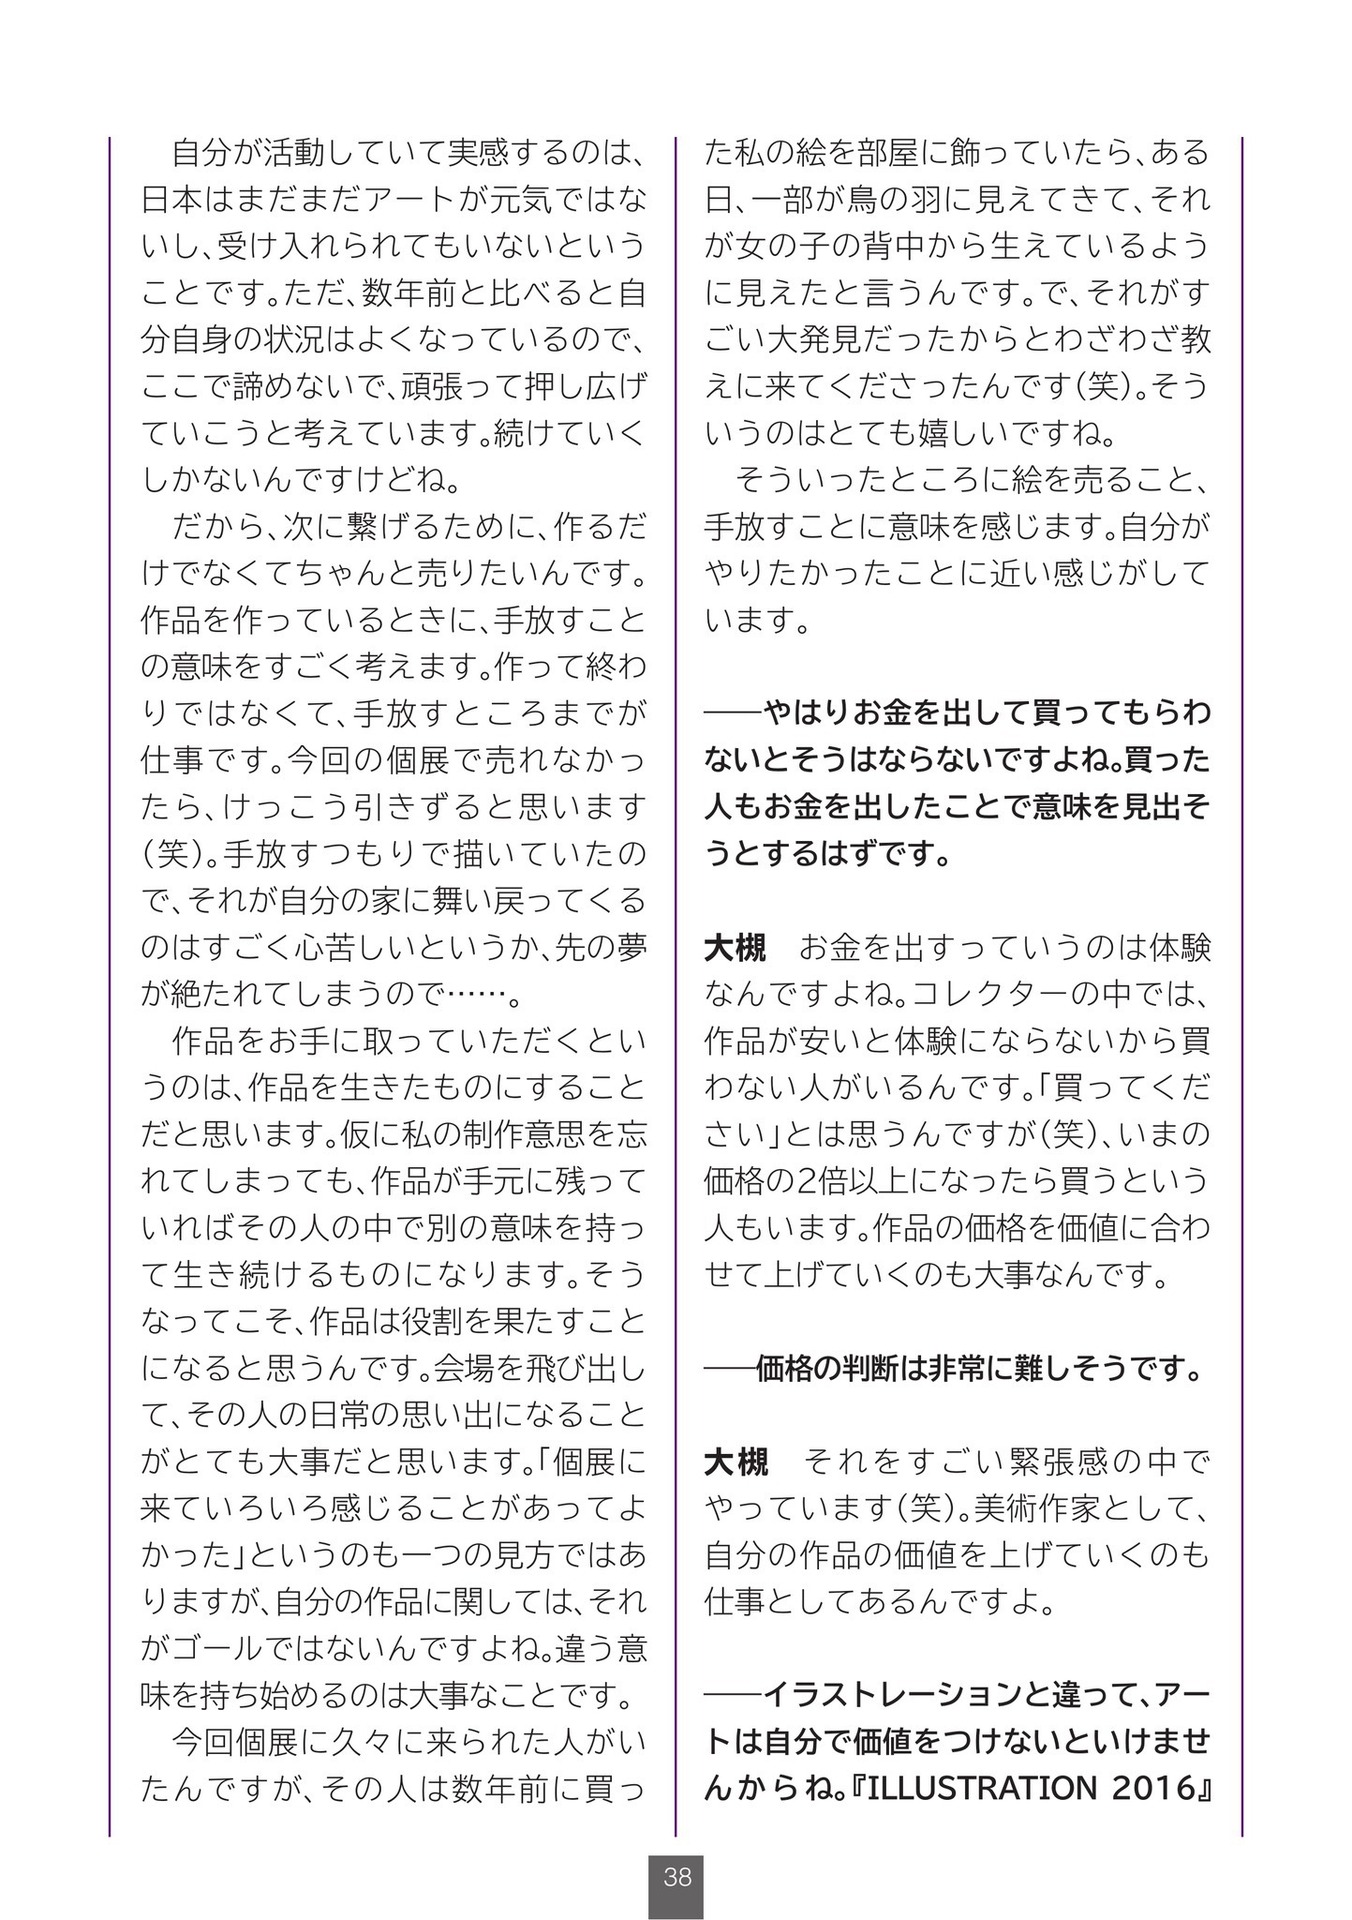 自分が活動していて実感するのは、
日本はまだまだアートが元気ではな
いし、受け入れられてもいないという
ことです。ただ、数年前と比べると自
分自身の状況はよくなっているので、
ここで諦めないで、頑張って押し広げ
ていこうと考えています。続けていく
しかないんですけどね。
だから、次に繋げるために、作るだ
けでなくてちゃんと売りたいんです。
作品を作っているときに、手放すこと
の意味をすごく考えます。作って終わ
りではなくて、手放すところまでが
仕事です。今回の個展で売れなかっ
たら、けっこう引きずると思います
（笑）。手放すつもりで描いていたの
で、それが自分の家に舞い戻ってくる
のはすごく心苦しいというか、先の夢
が絶たれてしまうので……。
作品をお手に取っていただくとい
うのは、作品を生きたものにすること
だと思います。仮に私の制作意思を忘
れてしまっても、作品が手元に残って
いればその人の中で別の意味を持っ
て生き続けるものになります。そう
なってこそ、作品は役割を果たすこと
になると思うんです。会場を飛び出し
て、その人の日常の思い出になること
がとても大事だと思います。「個展に
来ていろいろ感じることがあってよ
かった」というのも一つの見方ではあ
りますが、自分の作品に関しては、それ
がゴールではないんですよね。違う意
味を持ち始めるのは大事なことです。
今回個展に久々に来られた人がい
たんですが、その人は数年前に買っ
た私の絵を部屋に飾っていたら、ある
日、一部が鳥の羽に見えてきて、それ
が女の子の背中から生えているよう
に見えたと言うんです。で、それがす
ごい大発見だったからとわざわざ教
えに来てくださったんです（笑）。そう
いうのはとても嬉しいですね。
そういったところに絵を売ること、
手放すことに意味を感じます。自分が
やりたかったことに近い感じがして
います。
――やはりお金を出して買ってもらわ
ないとそうはならないですよね。買った
人もお金を出したことで意味を見出そ
うとするはずです。
大槻　お金を出すっていうのは体験
なんですよね。コレクターの中では、
作品が安いと体験にならないから買
わない人がいるんです。「買ってくだ
さい」とは思うんですが（笑）、いまの
価格の2倍以上になったら買うという
人もいます。作品の価格を価値に合わ
せて上げていくのも大事なんです。
――価格の判断は非常に難しそうです。
大槻　それをすごい緊張感の中で
やっています（笑）。美術作家として、
自分の作品の価値を上げていくのも
仕事としてあるんですよ。
――イラストレーションと違って、アー
トは自分で価値をつけないといけませ
んからね。『ILLUSTRATION 2016』
38